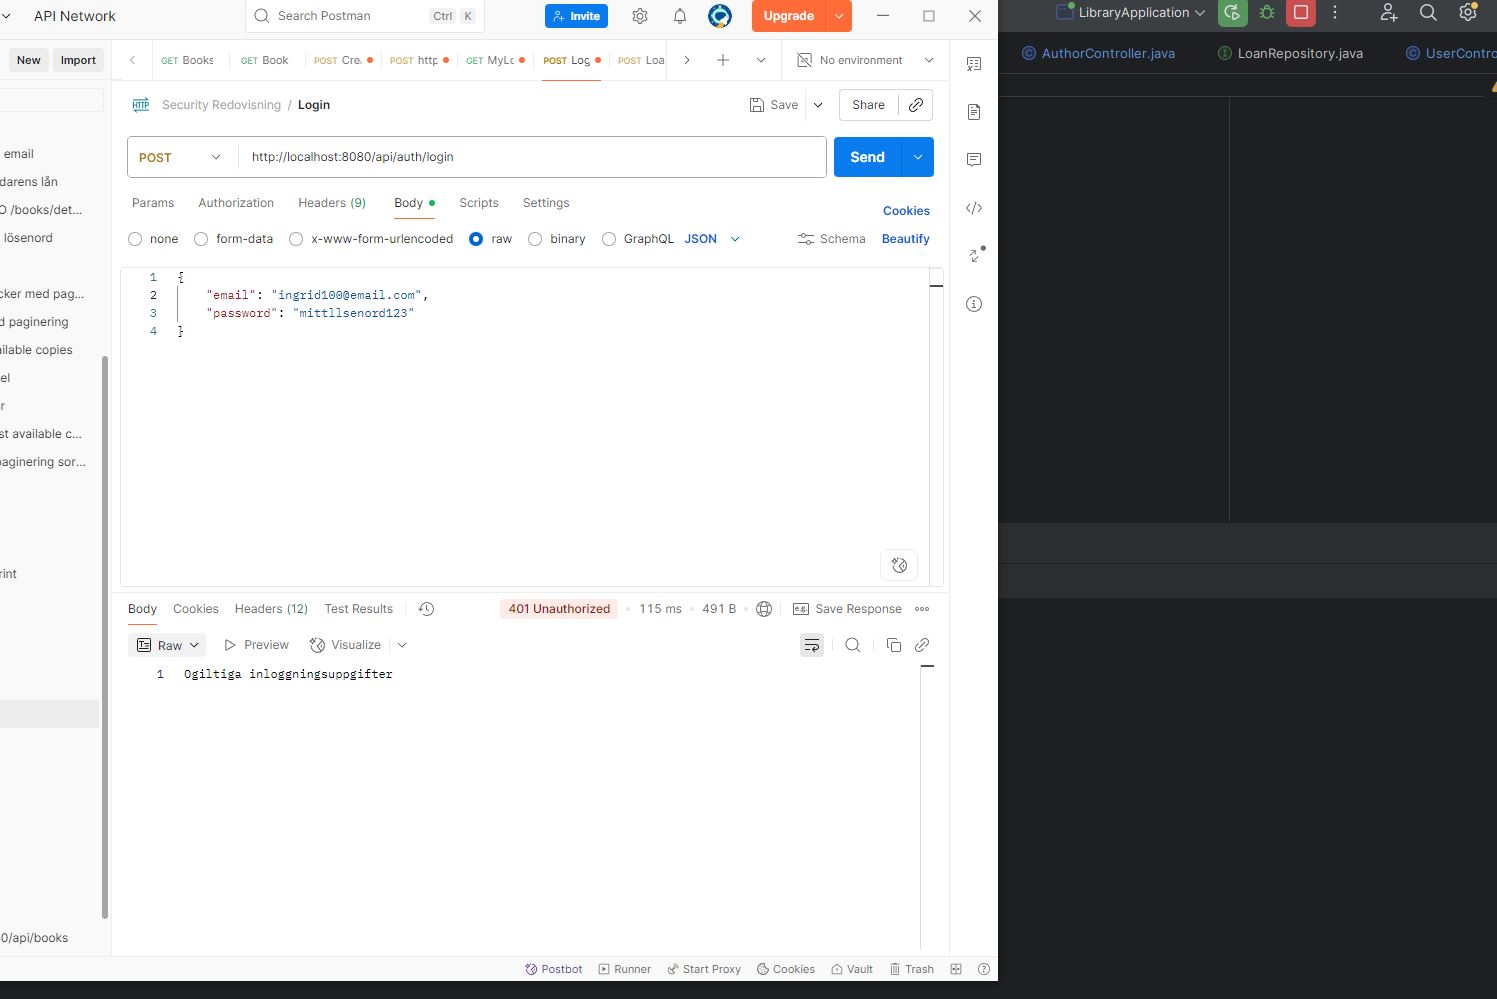 API Network
Search Postman
Ctrl K
Invite
Upgrade
LibraryApplication
New
Import
GET Books
GET Book
POST Cre
POST http
GET MyLo
POST Log
POST Loa
No environment
AuthorController.java
LoanRepository.java
UserContro
HTTP Security Redovisning / Login
Save
Share
email
darens lån
O /books/det...
lösenord
cker med pag...
d paginering
ailable copies
el
r
st available c...
paginering sor...
rint
0/api/books
POST
http://localhost:8080/api/auth/login
Send
Params
Authorization
Headers (9)
Body
Scripts
Settings
Cookies
none
form-data
x-www-form-urlencoded
raw
binary
GraphQL
JSON
Schema
Beautify
1 {
2 "email": "ingrid100@email.com",
3 "password": "mittllsenord123"
4 }
Body
Cookies
Headers (12)
Test Results
401 Unauthorized
115 ms
491 B
e.g.
Save Response
Raw
Preview
Visualize
1 Ogiltiga inloggningsuppgifter
Postbot
Runner
Start Proxy
Cookies
Vault
Trash